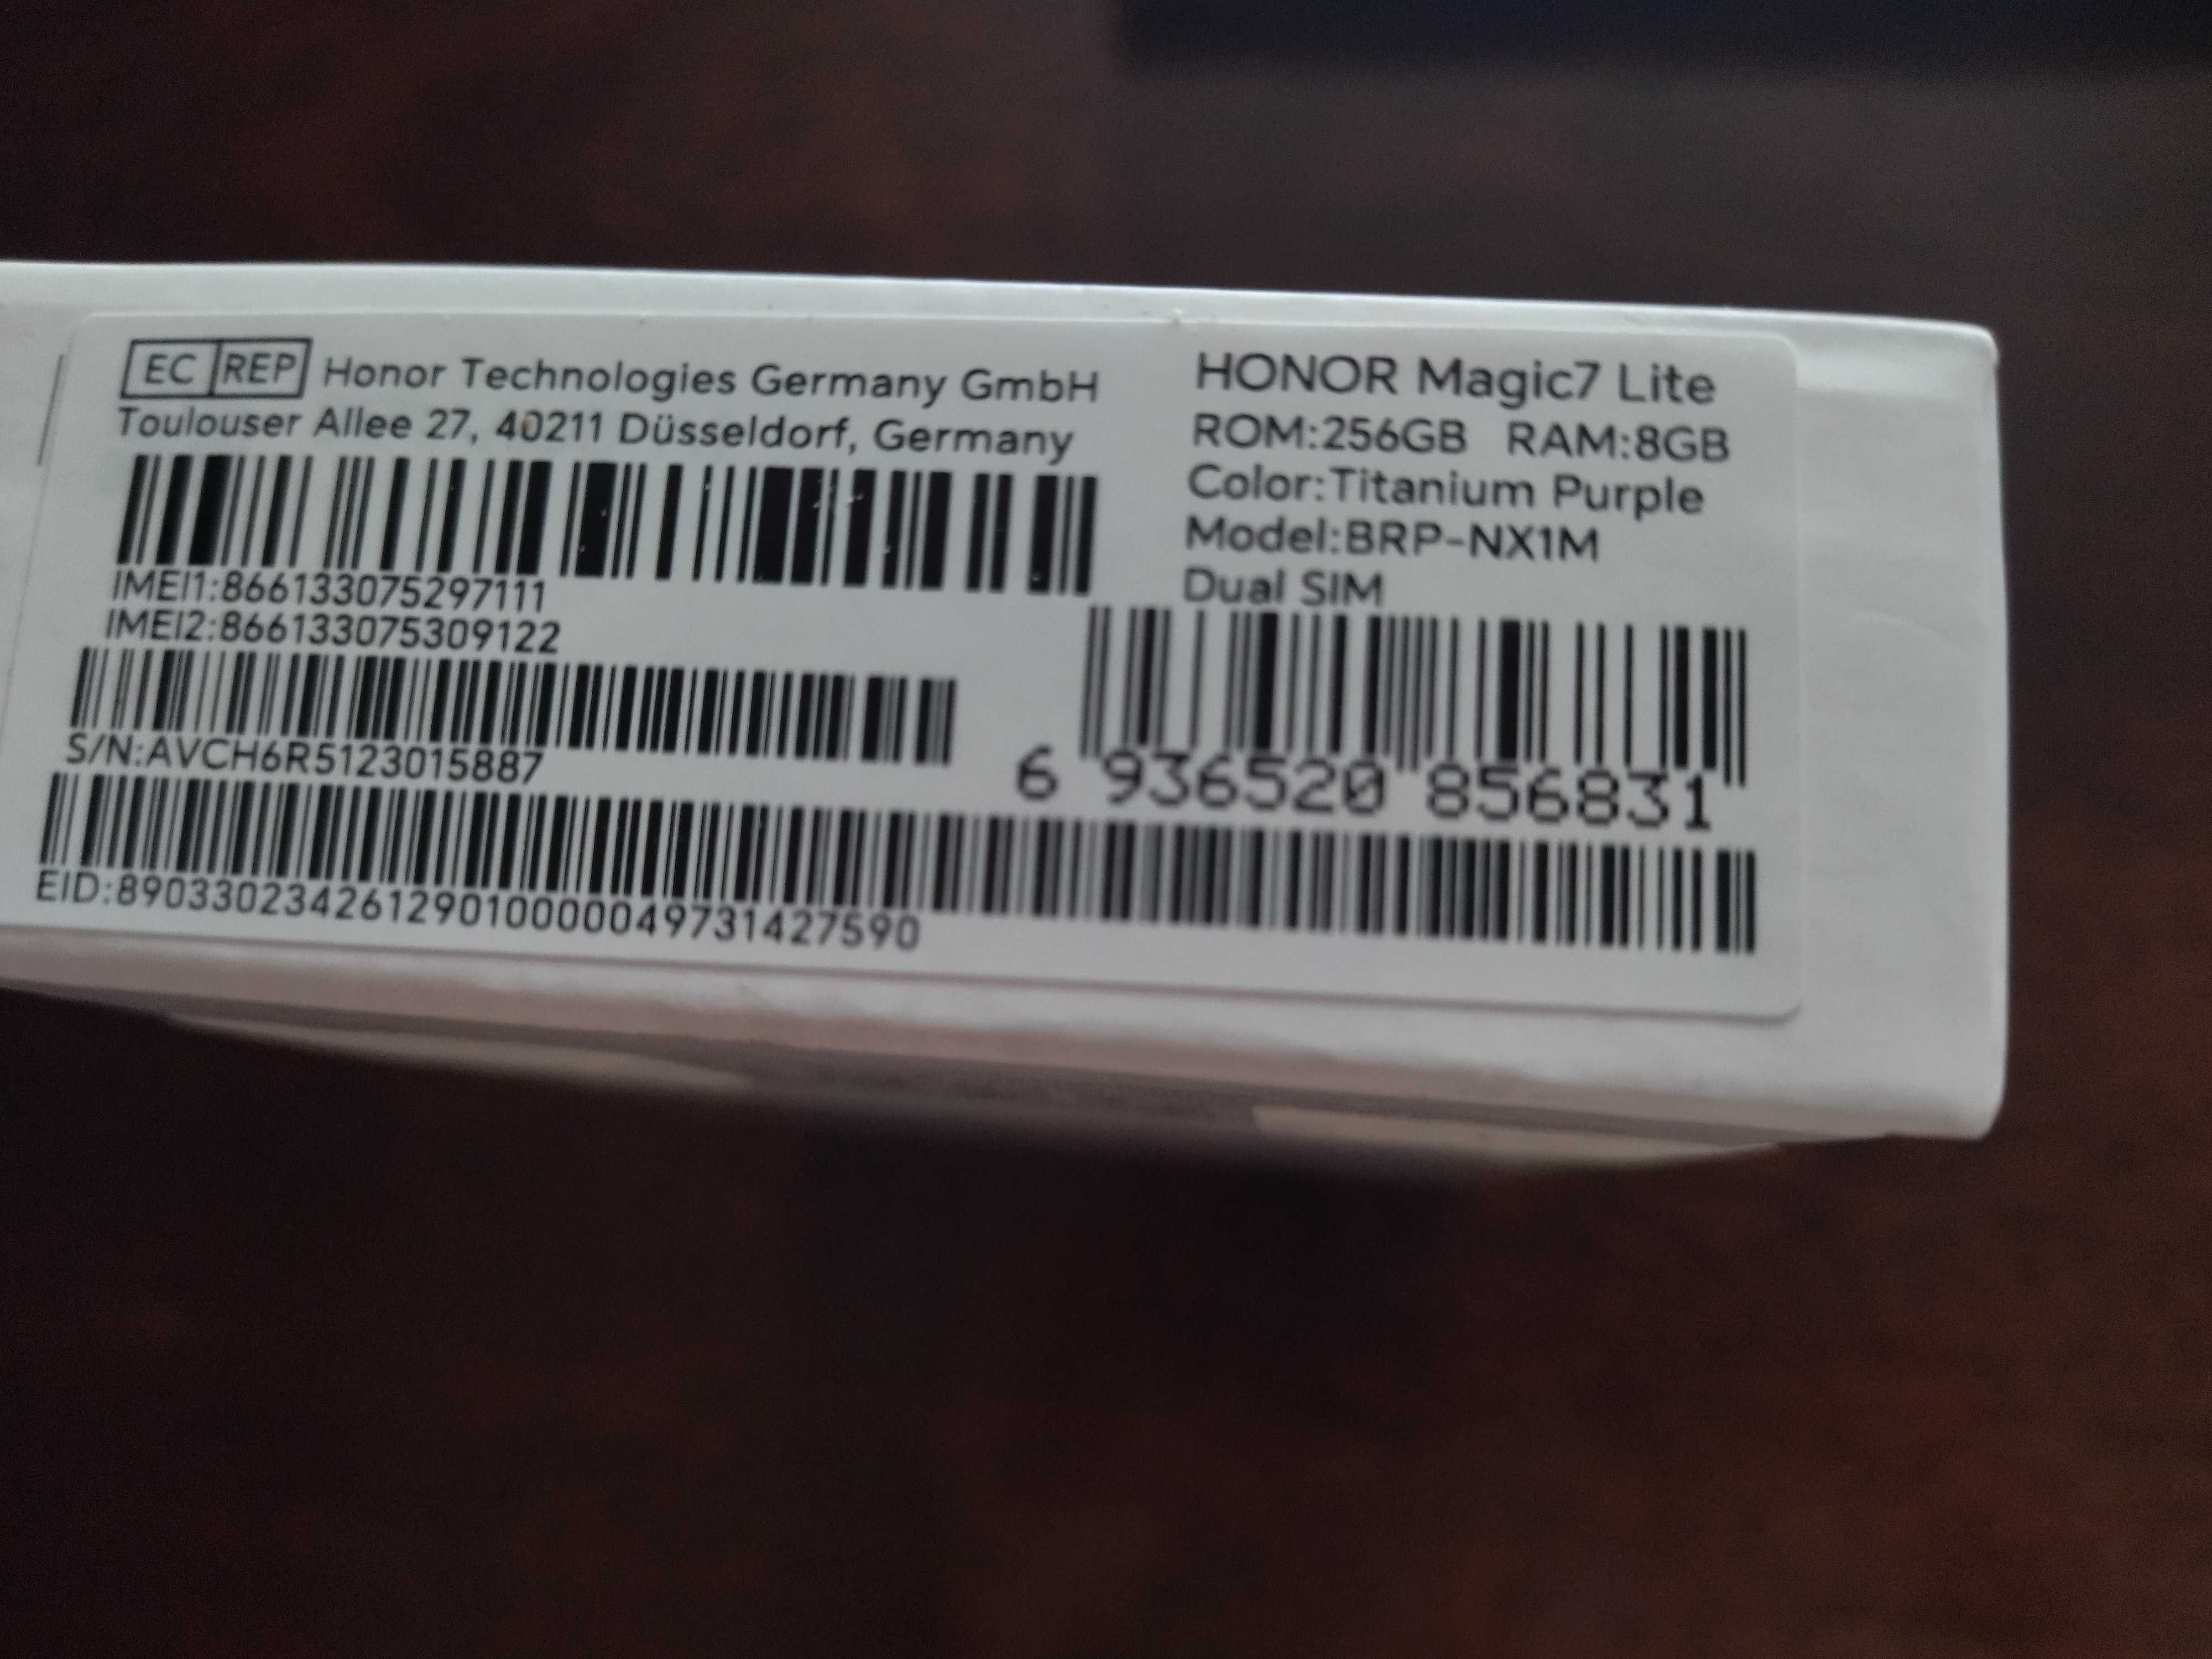 EC REP Honor Technologies Germany GmbH
Toulouser Allee 27, 40211 Düsseldorf, Germany
IMEI1:866133075297111
IMEI2:866133075309122
S/N:AVCH6R5123015887
EID:89033023426129010000049731427590
HONOR Magic7 Lite
ROM:256GB RAM:8GB
Color:Titanium Purple
Model:BRP-NX1M
Dual SIM
6 936520 856831